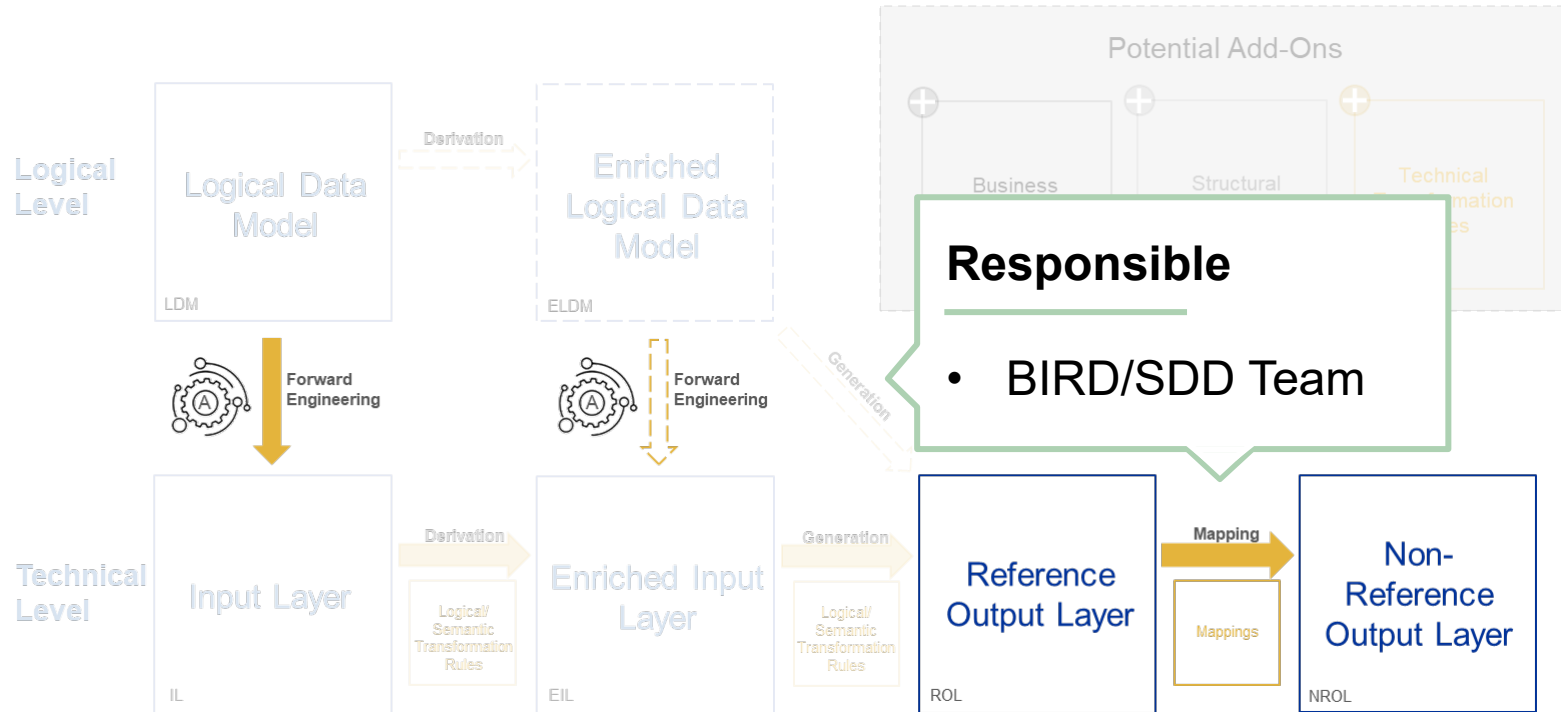 Potential Add-Ons
Logical
Level
Logical Data
Model
LDM
Derivation
Enriched
Logical Data
Model
ELDM
Business
Structural
Technical
mation
es
Responsible
• BIRD/SDD Team
A
Forward
Engineering
A
Forward
Engineering
Generation
Technical
Level
Input Layer
IL
Derivation
Logical/
Semantic
Transformation
Rules
Enriched Input
Layer
EIL
Generation
Logical/
Semantic
Transformation
Rules
Reference
Output Layer
ROL
Mapping
Mappings
Non-
Reference
Output Layer
NROL